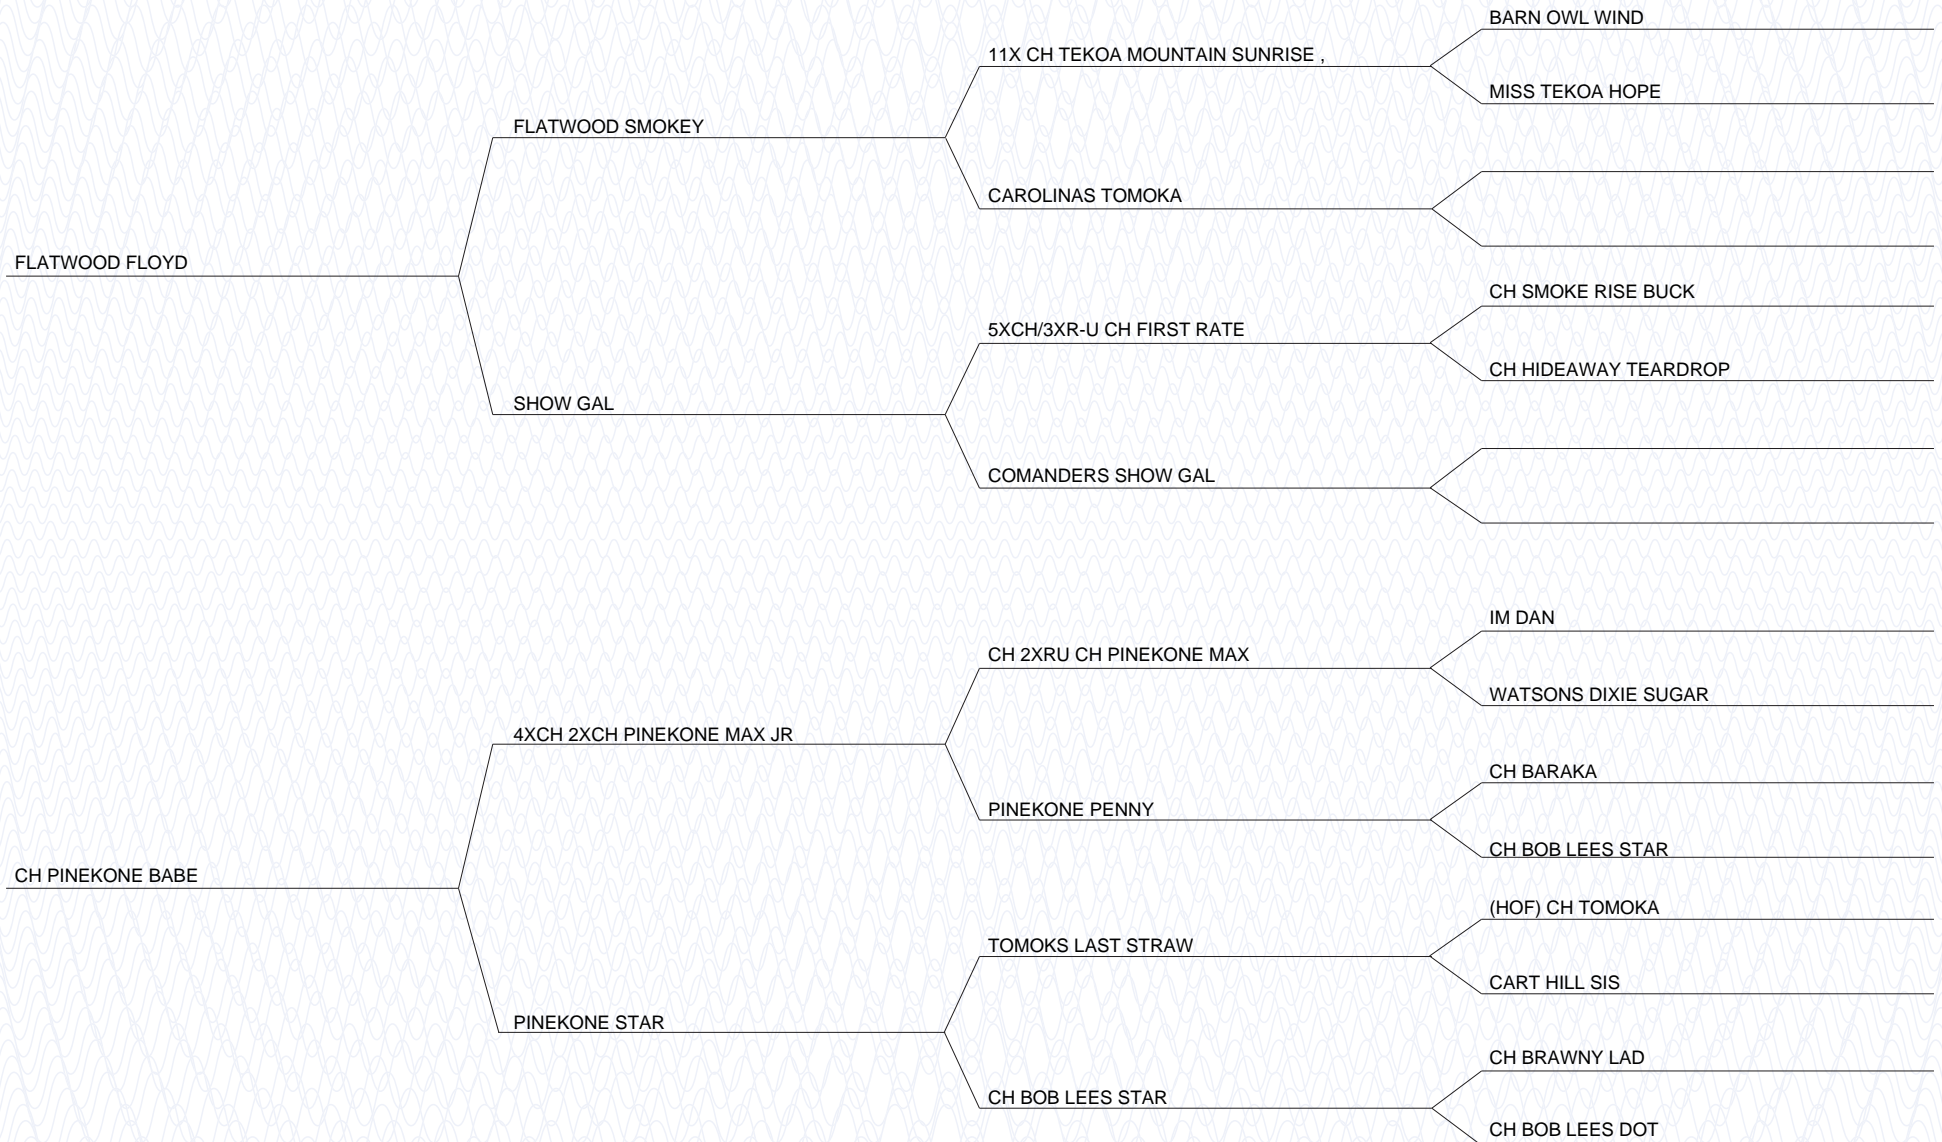 BARN OWL WIND
11X CH TEKOA MOUNTAIN SUNRISE ,
MISS TEKOA HOPE
FLATWOOD SMOKEY
CAROLINAS TOMOKA
FLATWOOD FLOYD
CH SMOKE RISE BUCK
5XCH/3XR-U CH FIRST RATE
CH HIDEAWAY TEARDROP
SHOW GAL
COMANDERS SHOW GAL
IM DAN
CH 2XRU CH PINEKONE MAX
WATSONS DIXIE SUGAR
4XCH 2XCH PINEKONE MAX JR
CH BARAKA
PINEKONE PENNY
CH BOB LEES STAR
CH PINEKONE BABE
(HOF) CH TOMOKA
TOMOKS LAST STRAW
CART HILL SIS
PINEKONE STAR
CH BRAWNY LAD
CH BOB LEES STAR
CH BOB LEES DOT